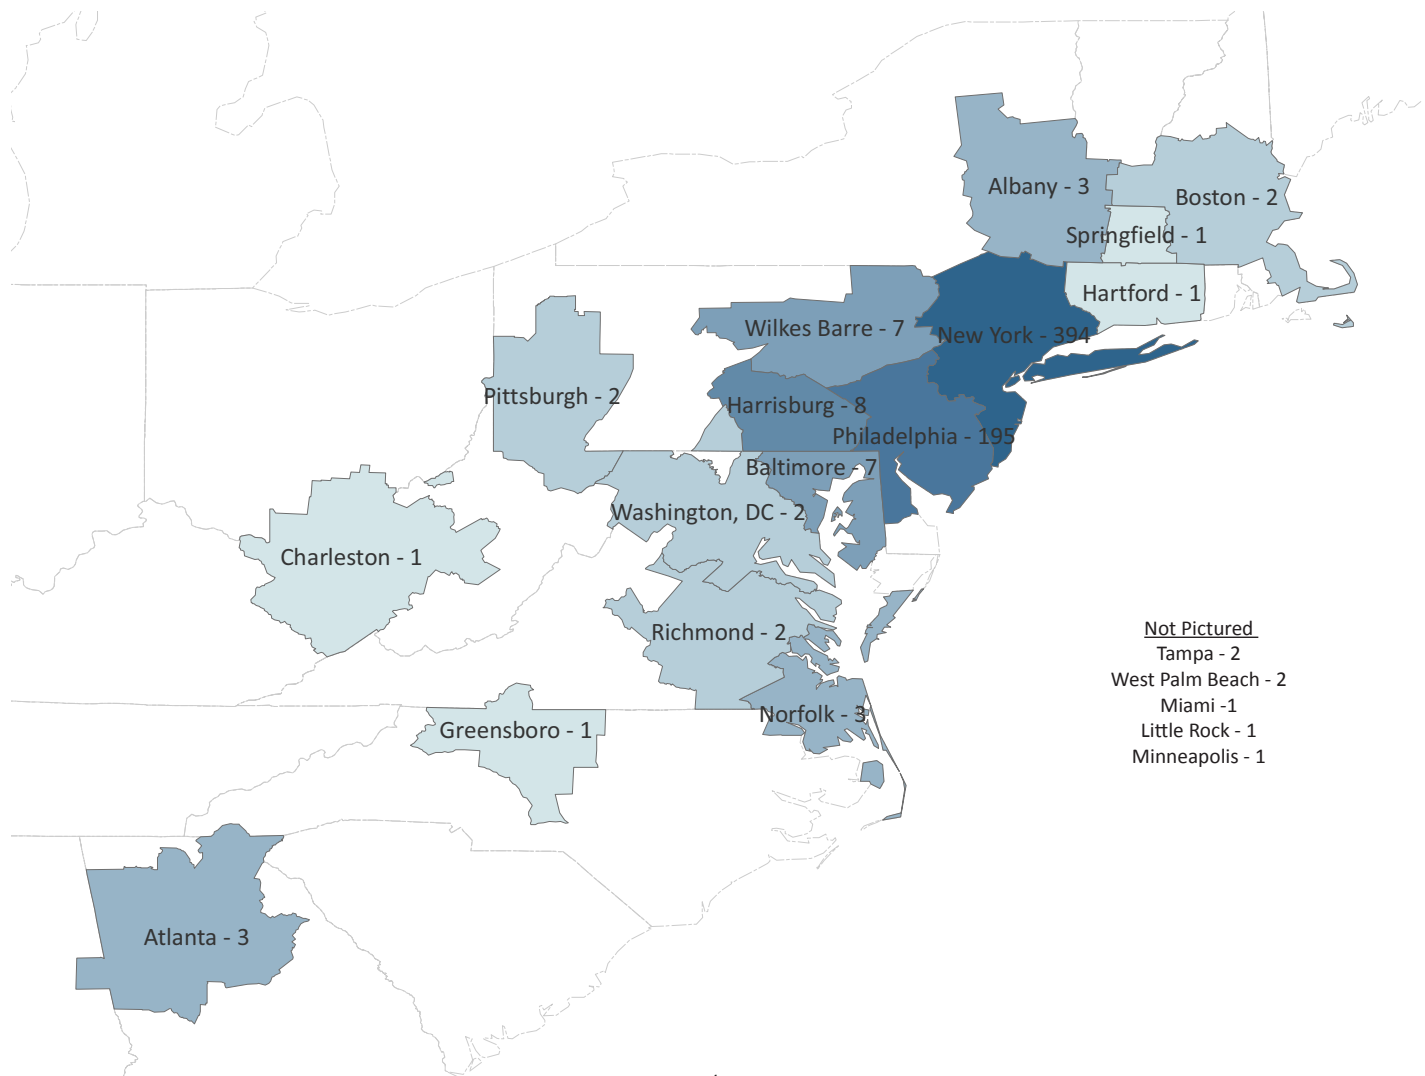 Albany - 3
Boston - 2
Springfield - 1
Hartford - 1
Wilkes Barre - 7
New York - 394
Pittsburgh - 2
Harrisburg - 8
Philadelphia - 195
Baltimore - 7
Washington, DC - 2
Charleston - 1
Richmond - 2
Norfolk - 3
Greensboro - 1
Atlanta - 3
Not Pictured
Tampa - 2
West Palm Beach - 2
Miami -1
Little Rock - 1
Minneapolis - 1